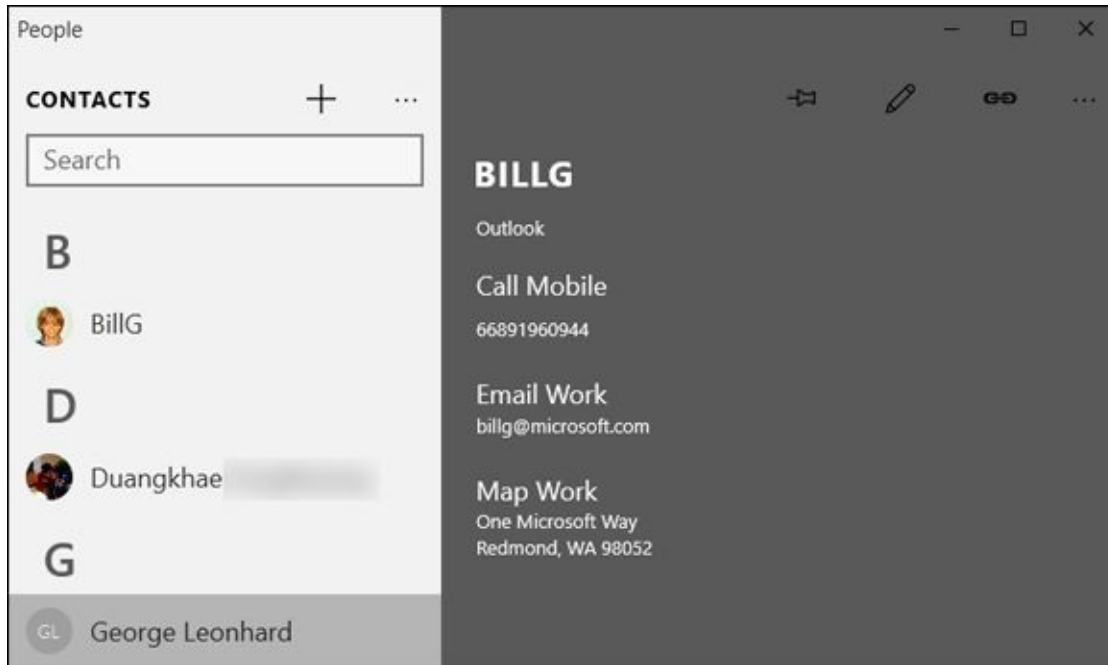 People
CONTACTS
Search
B
BillG
D
Duangkhae
G
GL
George Leonhard
BILLG
Outlook
Call Mobile
66891960944
Email Work
billg@microsoft.com
Map Work
One Microsoft Way
Redmond, WA 98052